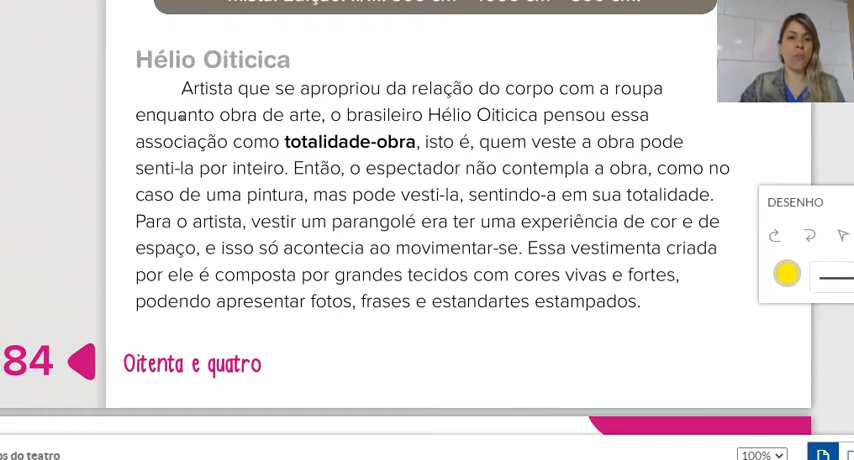 Hélio Oiticica
Artista que se apropriou da relação do corpo com a roupa
enquanto obra de arte, o brasileiro Hélio Oiticica pensou essa
associação como totalidade-obra, isto é, quem veste a obra pode
senti-la por inteiro. Então, o espectador não contempla a obra, como no
caso de uma pintura, mas pode vesti-la, sentindo-a em sua totalidade.
Para o artista, vestir um parangolé era ter uma experiência de cor e de
espaço, e isso só acontecia ao movimentar-se. Essa vestimenta criada
por ele é composta por grandes tecidos com cores vivas e fortes,
podendo apresentar fotos, frases e estandartes estampados.
DESENHO
84
Oitenta e quatro
os do teatro
100%